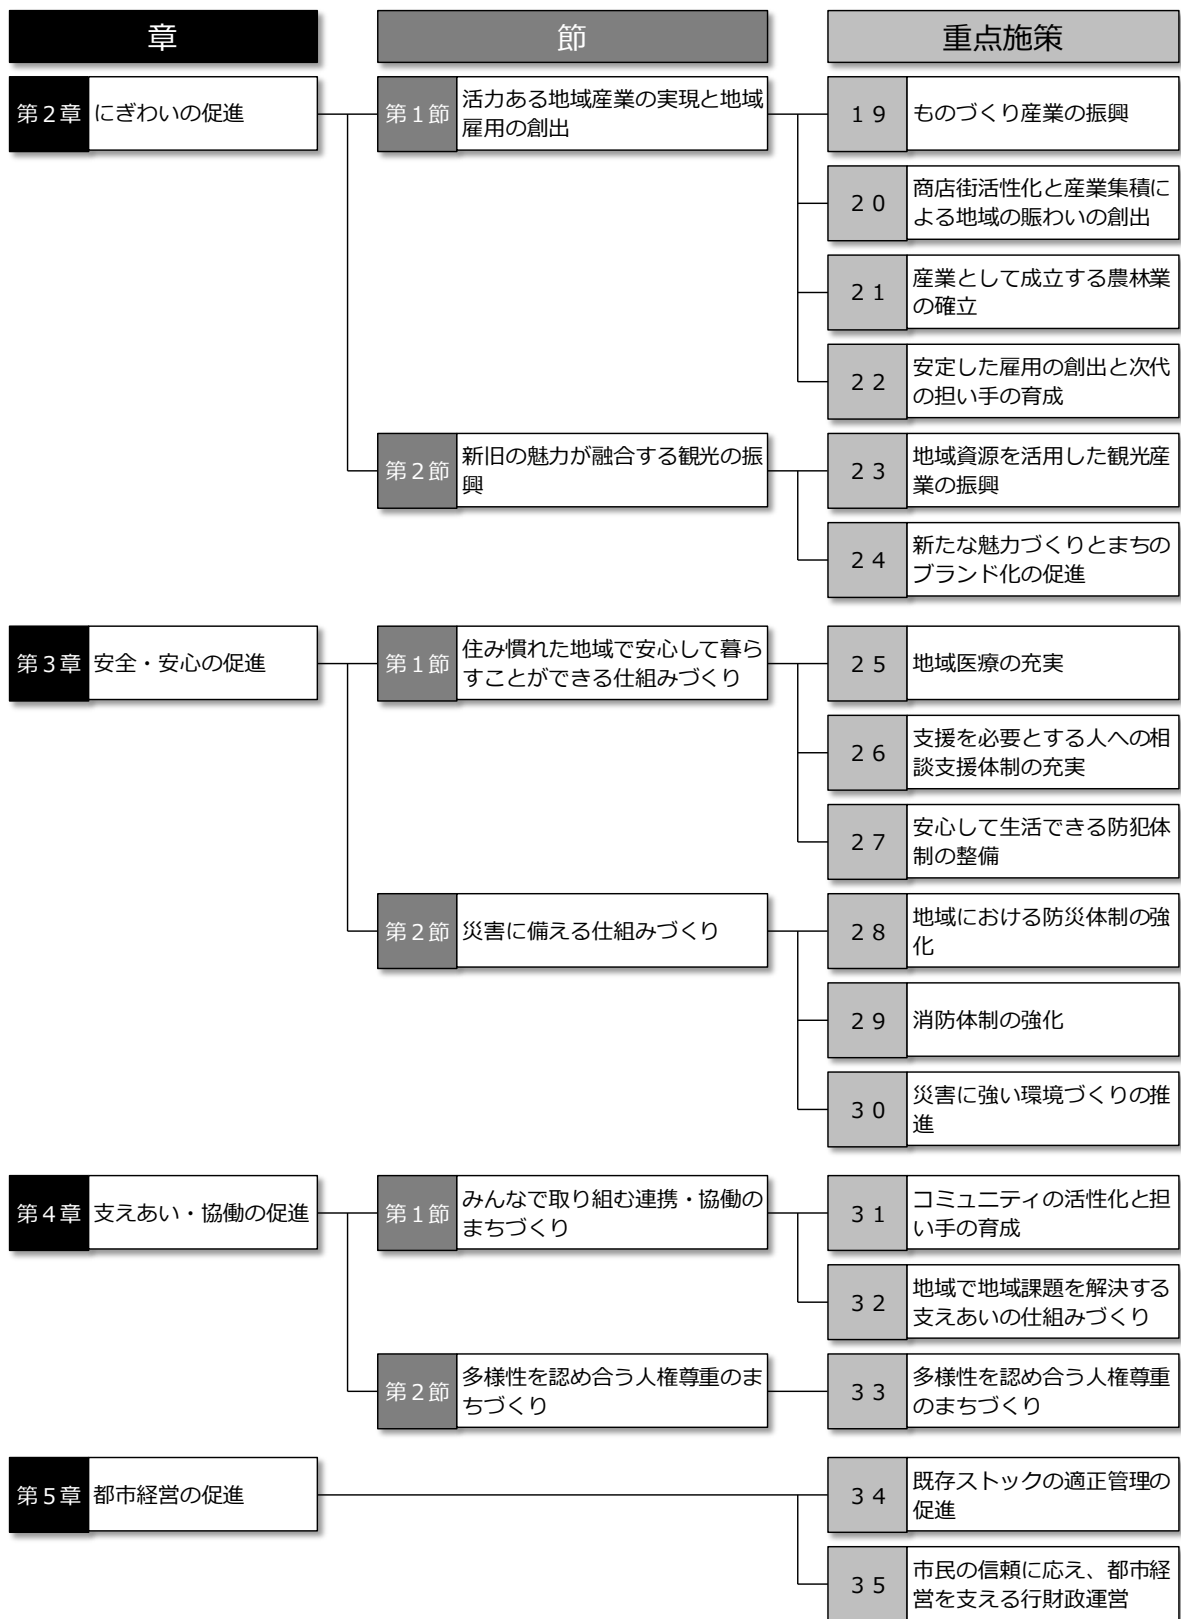 章
節
重点施策
第2章
にぎわいの促進
第1節
活力ある地域産業の実現と地域
雇用の創出
19
ものづくり産業の振興
20
商店街活性化と産業集積に
よる地域の賑わいの創出
21
産業として成立する農林業
の確立
22
安定した雇用の創出と次代
の担い手の育成
第2節
新旧の魅力が融合する観光の振
興
23
地域資源を活用した観光産
業の振興
24
新たな魅力づくりとまちの
ブランド化の促進
第3章
安全・安心の促進
第1節
住み慣れた地域で安心して暮ら
すことができる仕組みづくり
25
地域医療の充実
26
支援を必要とする人への相
談支援体制の充実
27
安心して生活できる防犯体
制の整備
第2節
災害に備える仕組みづくり
28
地域における防災体制の強
化
29
消防体制の強化
30
災害に強い環境づくりの推
進
第4章
支えあい・協働の促進
第1節
みんなで取り組む連携・協働の
まちづくり
31
コミュニティの活性化と担
い手の育成
32
地域で地域課題を解決する
支えあいの仕組みづくり
第2節
多様性を認め合う人権尊重のま
ちづくり
33
多様性を認め合う人権尊重
のまちづくり
第5章
都市経営の促進
34
既存ストックの適正管理の
促進
35
市民の信頼に応え、都市経
営を支える行財政運営